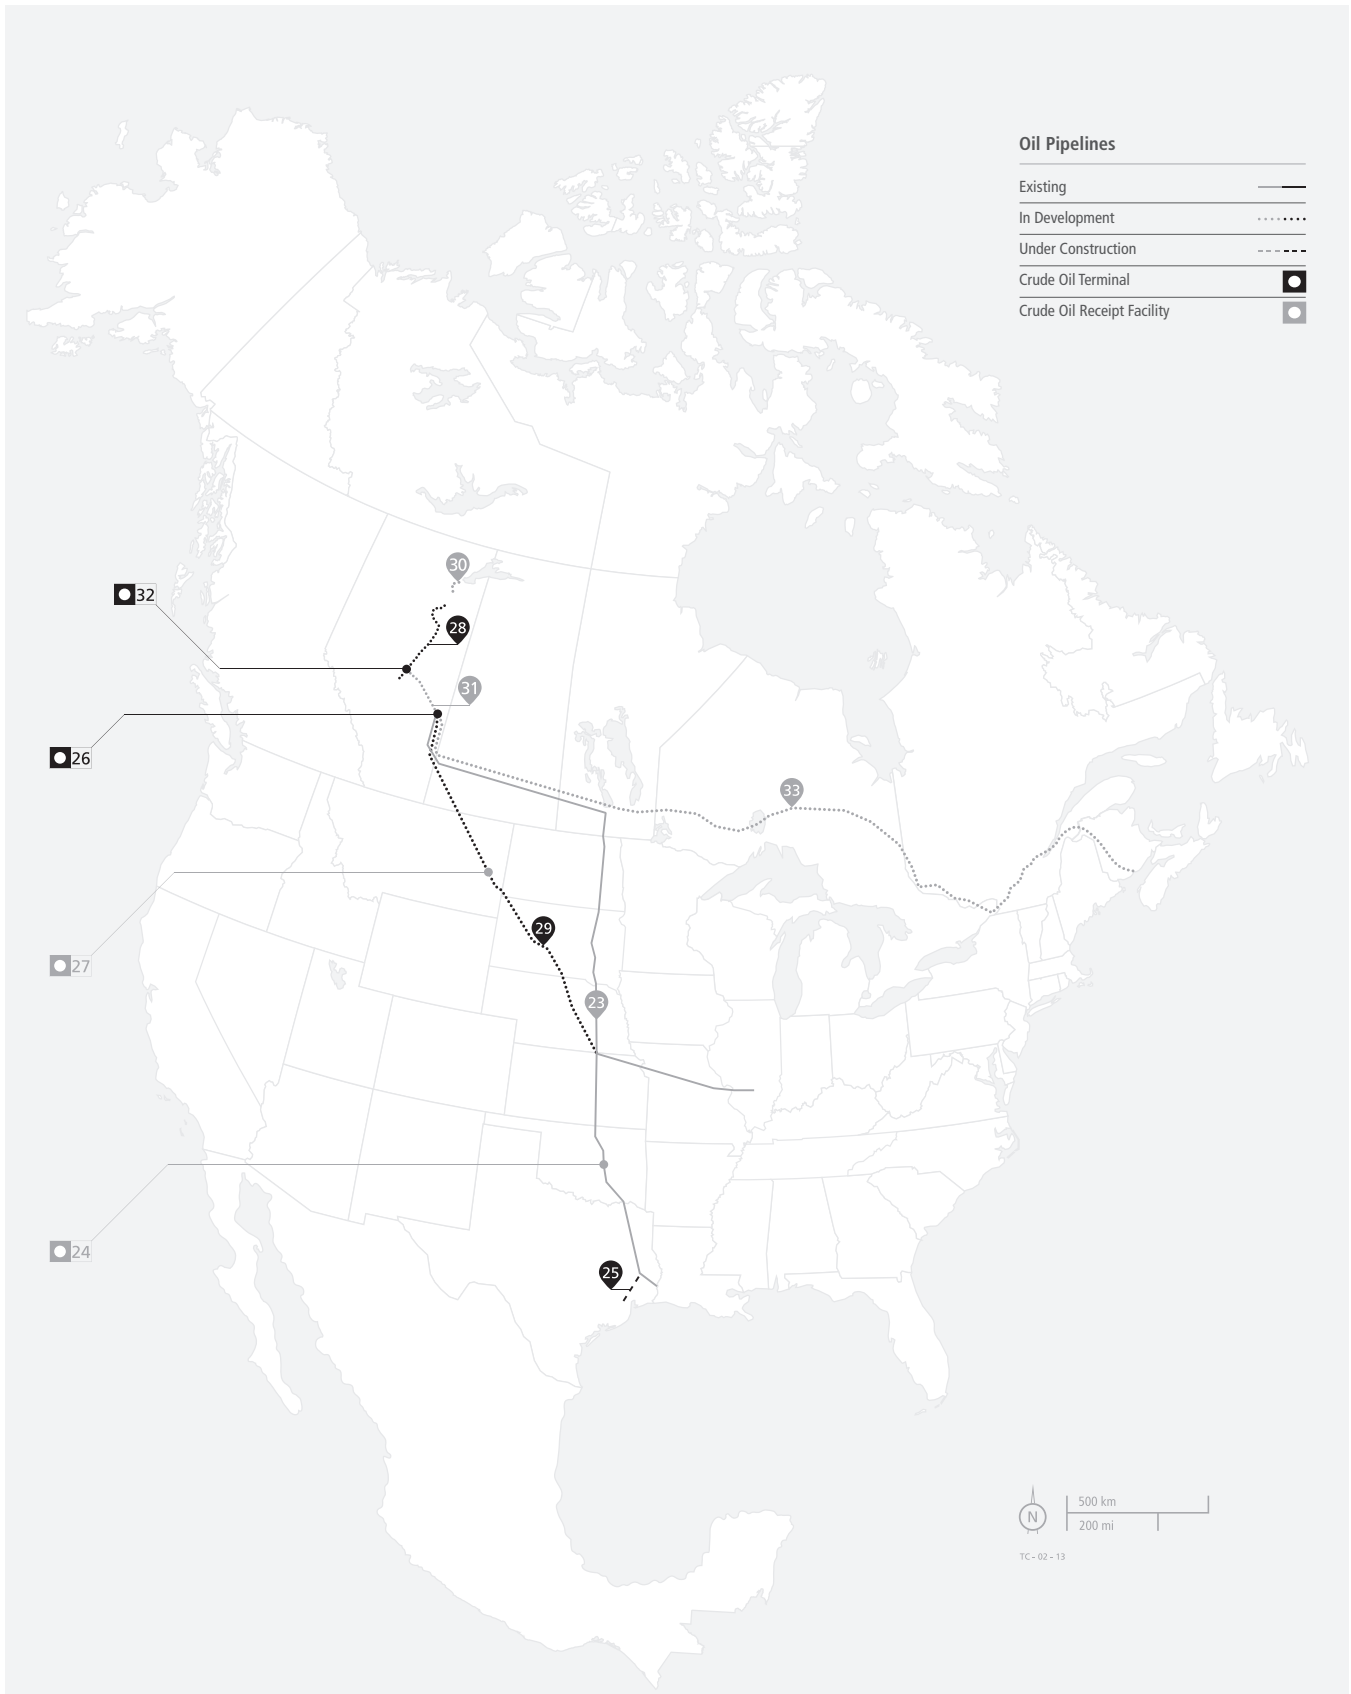 Oil Pipelines
Existing
In Development
Under Construction
Crude Oil Terminal
Crude Oil Receipt Facility
30
32
28
31
26
33
27
29
23
24
25
500 km
N
200 mi
TC - 02 - 13